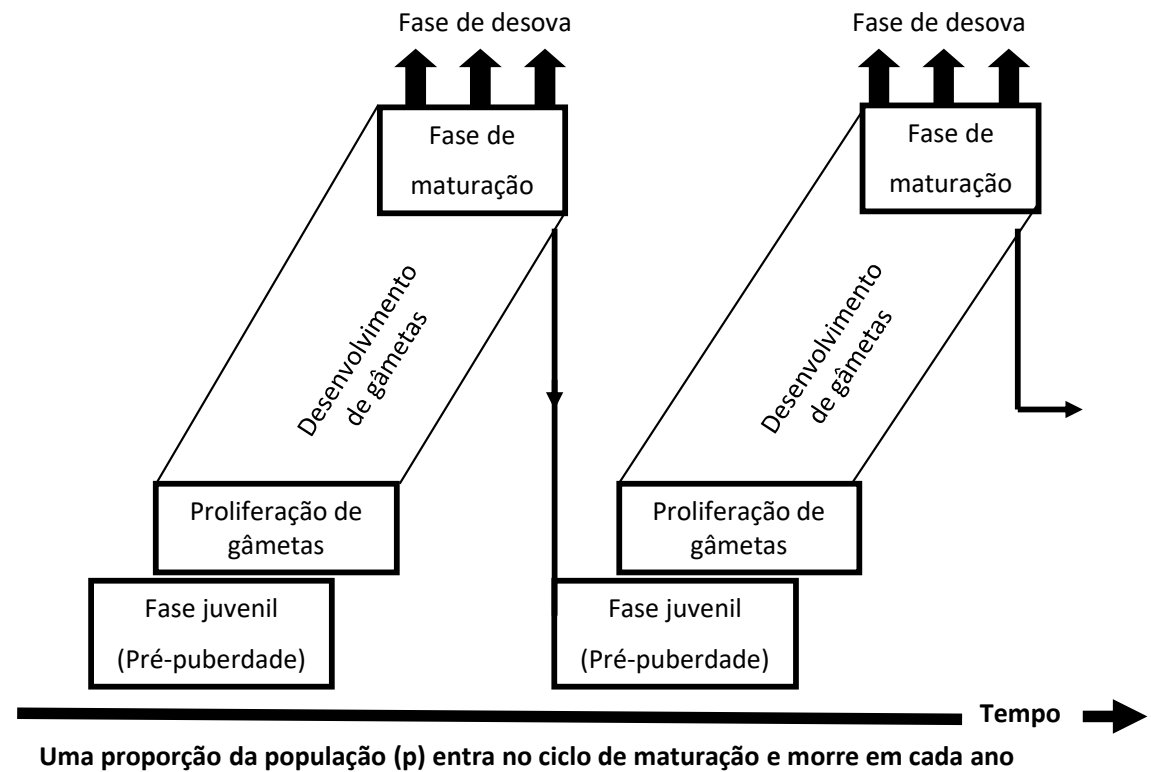 Fase de desova
Fase de desova
Fase de
maturação
Fase de
maturação
Desenvolvimento
de gâmetas
Desenvolvimento
de gâmetas
Proliferação de
gâmetas
Proliferação de
gâmetas
Fase juvenil
(Pré-puberdade)
Fase juvenil
(Pré-puberdade)
Tempo
Uma proporção da população (p) entra no ciclo de maturação e morre em cada ano